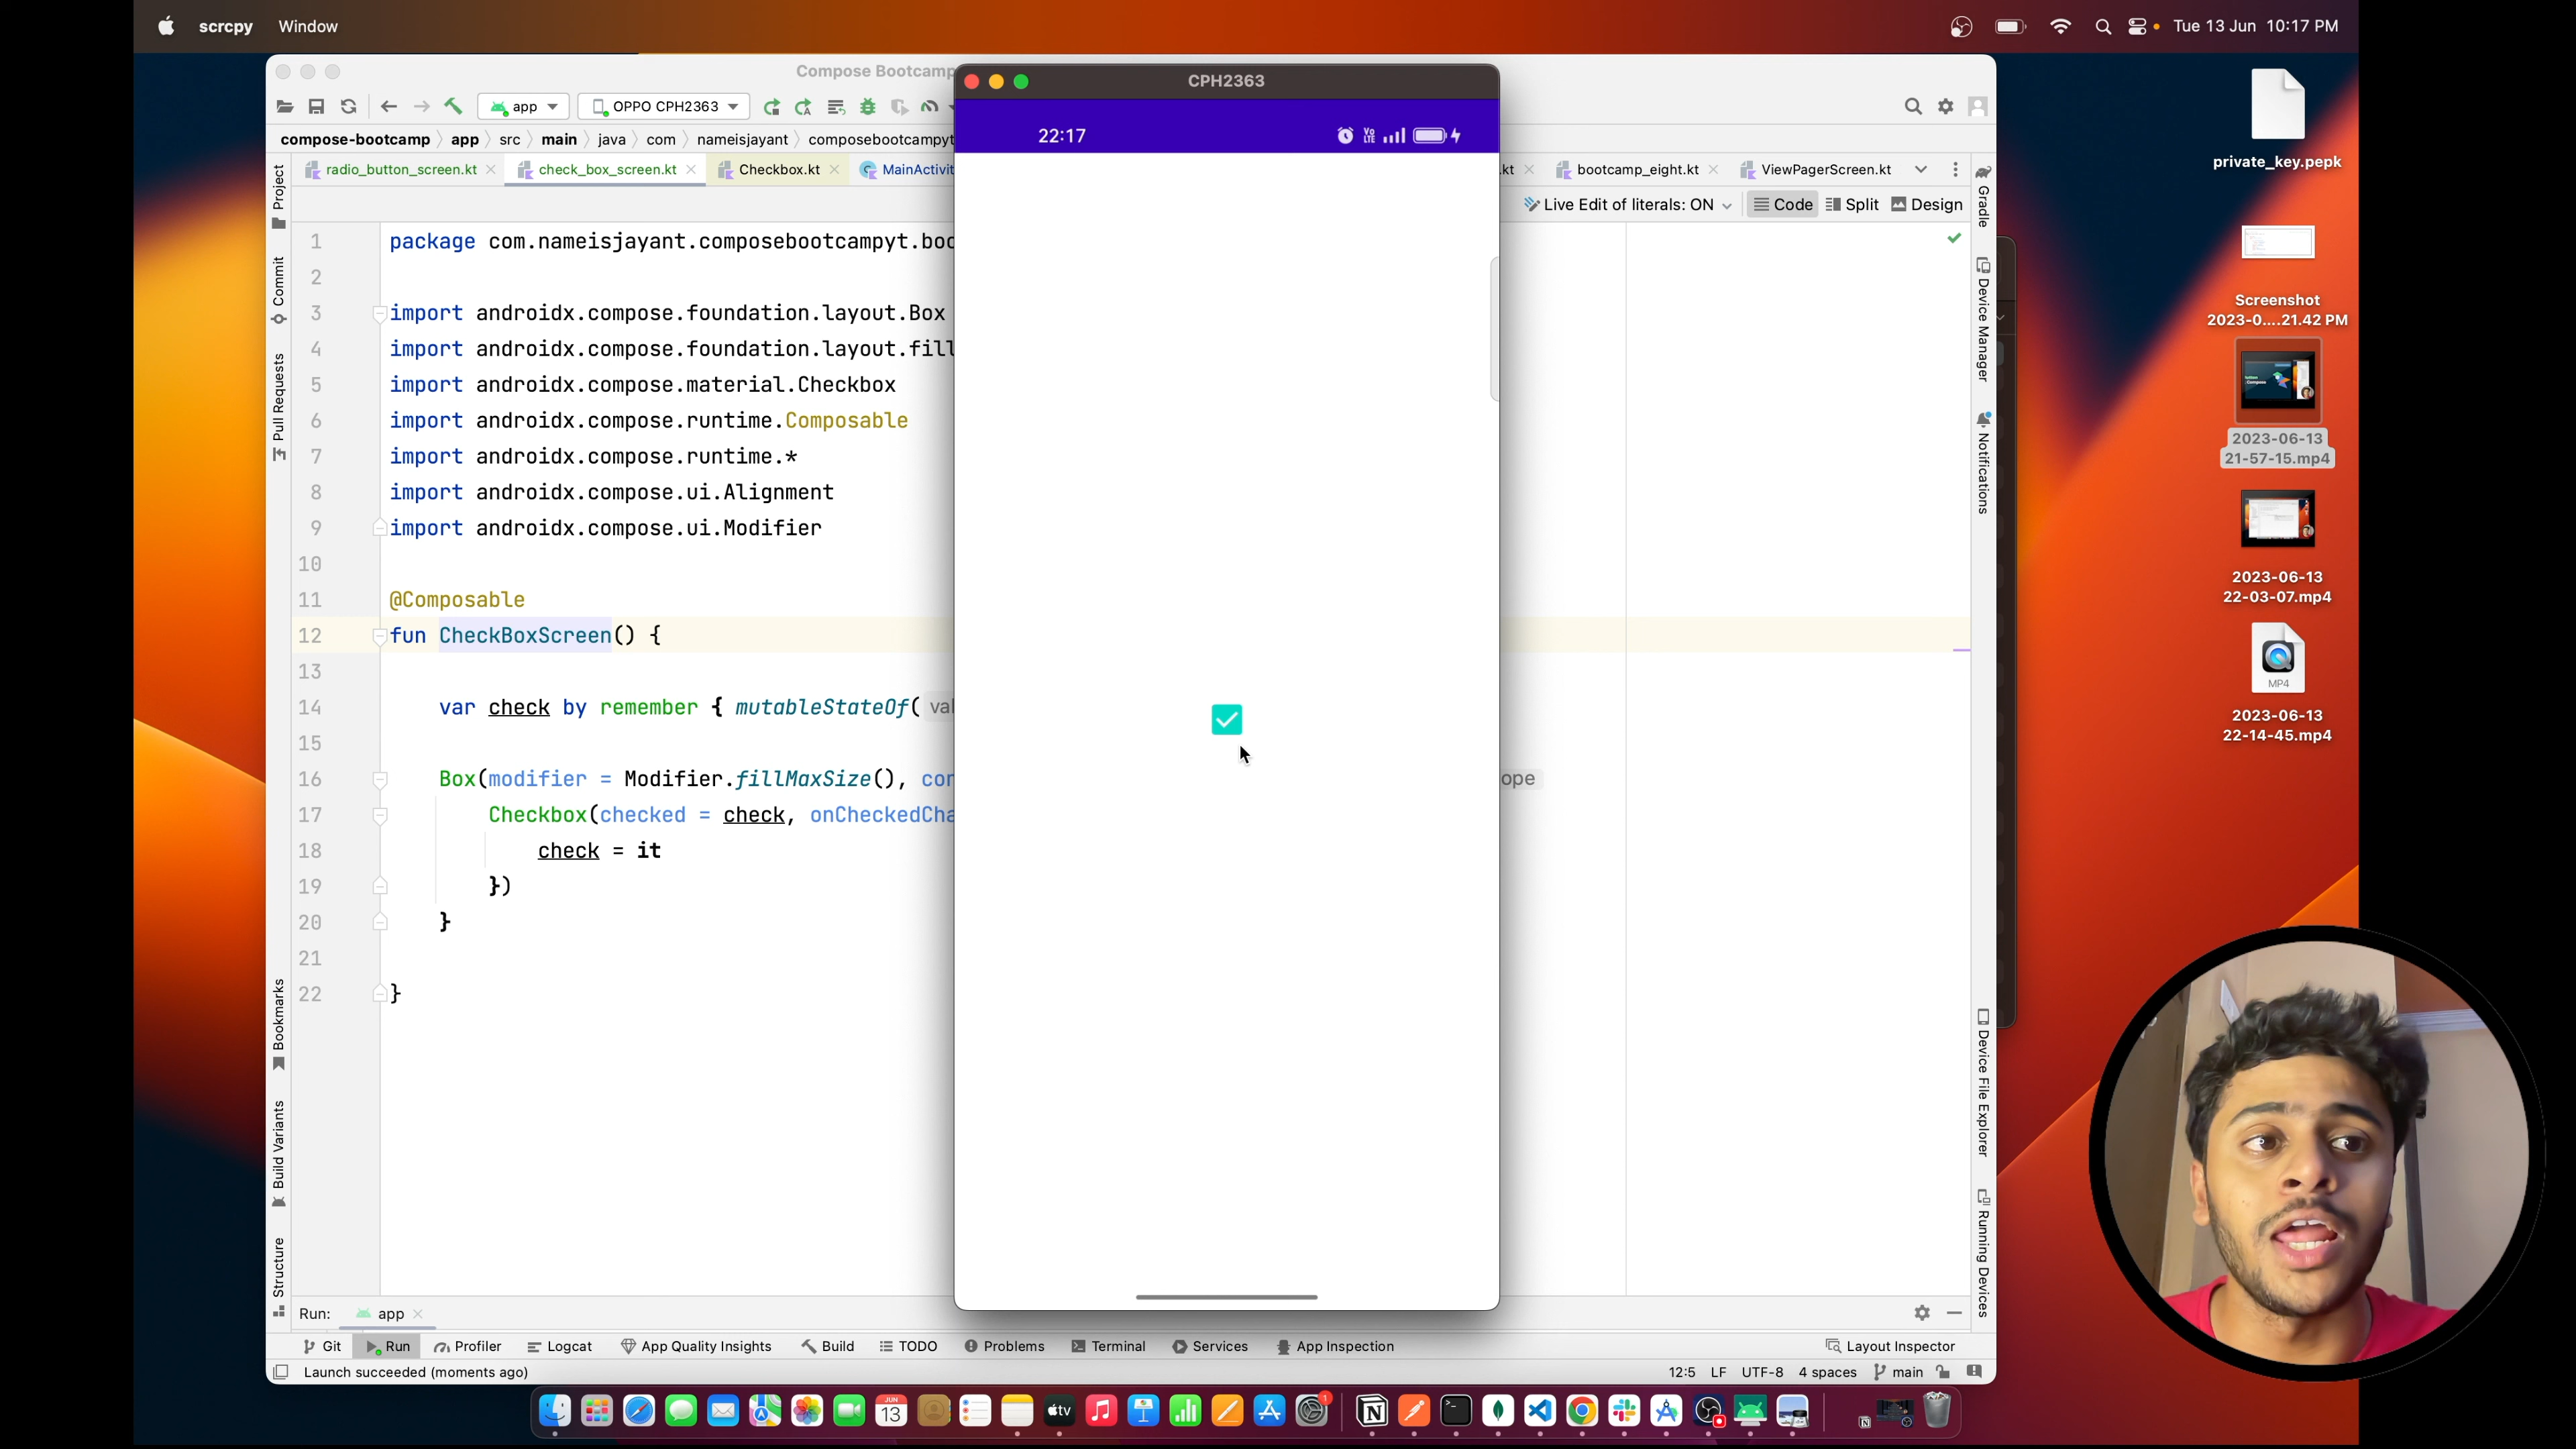 scrcpy Window
Tue 13 Jun 10:17 PM
Compose Bootcamp
CPH2363
app
OPPO CPH2363
compose-bootcamp app src main java com nameisjayant composebootcampyt
radio_button_screen.kt
check_box_screen.kt
Checkbox.kt
MainActivit
.kt
bootcamp_eight.kt
ViewPagerScreen.kt
Live Edit of literals: ON
Code
Split
Design
22:17
Vo LTE
Project
Commit
Pull Requests
Bookmarks
Build Variants
Structure
1 package com.nameisjayant.composebootcampyt.boo
2
3 import androidx.compose.foundation.layout.Box
4 import androidx.compose.foundation.layout.fill
5 import androidx.compose.material.Checkbox
6 import androidx.compose.runtime.Composable
7 import androidx.compose.runtime.*
8 import androidx.compose.ui.Alignment
9 import androidx.compose.ui.Modifier
10
11 @Composable
12 fun CheckBoxScreen() {
13
14 var check by remember { mutableStateOf( val
15
16 Box(modifier = Modifier.fillMaxSize(), con
ope
17 Checkbox(checked = check, onCheckedCha
18 check = it
19 })
20 }
21
22 }
Gradle
Device Manager
Notifications
Device File Explorer
Running Devices
private_key.pepk
Screenshot
2023-0....21.42 PM
2023-06-13
21-57-15.mp4
2023-06-13
22-03-07.mp4
MP4
2023-06-13
22-14-45.mp4
Run: app
Git
Run
Profiler
Logcat
App Quality Insights
Build
TODO
Problems
Terminal
Services
App Inspection
Layout Inspector
Launch succeeded (moments ago)
12:5 LF UTF-8 4 spaces main
JUN
13
tv
1